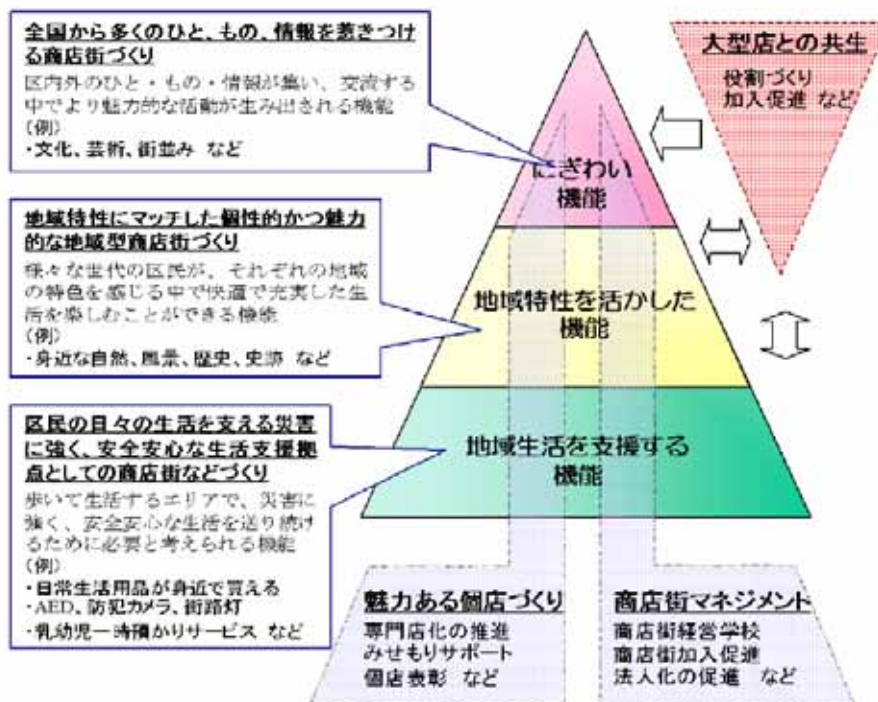 全国から多くのひと、もの、情報を惹きつけ
る商店街づくり
区内外のひと・もの・情報が集い、交流する
中でより魅力的な活動が生み出される機能
（例）
・文化、芸術、街並み など
地域特性にマッチした個性的かつ魅力
的な地域型商店街づくり
様々な世代の区民が、それぞれの地域
の特色を感じる中で快適で充実した生
活を楽しむことができる機能
（例）
・身近な自然、風景、歴史、史跡 など
区民の日々の生活を支える災害
に強く、安全安心な生活支援拠
点としての商店街などづくり
歩いて生活するエリアで、災害に
強く、安全安心な生活を送り続け
るために必要と考えられる機能
（例）
・日常生活用品が身近で買える
・AED、防犯カメラ、街路灯
・乳幼児一時預かりサービス など
にぎわい
機能
地域特性を活かした
機能
地域生活を支援する
機能
大型店との共生
役割づくり
加入促進 など
魅力ある個店づくり
専門店化の推進
みせもりサポート
個店表彰 など
商店街マネジメント
商店街経営学校
商店街加入促進
法人化の促進 など